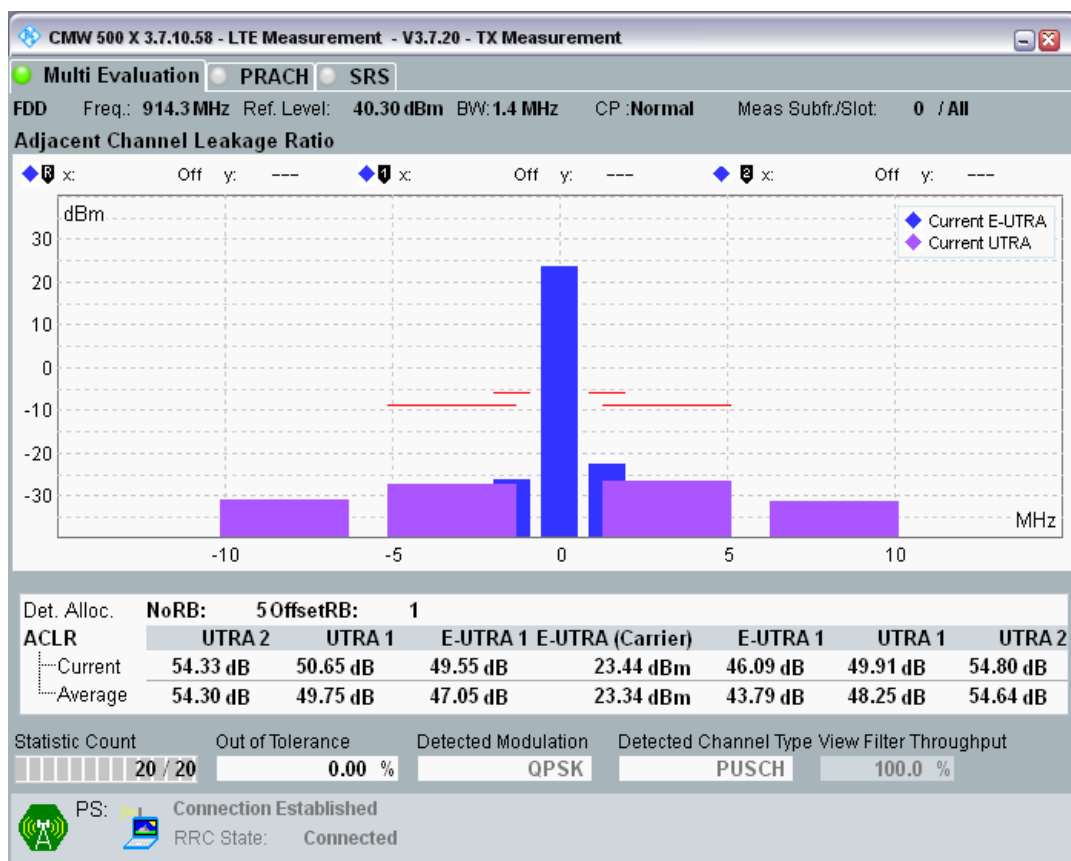 CMW 500 X 3.7.10.58 - LTE Measurement - V3.7.20 - TX Measurement
Multi Evaluation PRACH SRS
FDD Freq.: 914.3 MHz Ref. Level: 40.30 dBm BW: 1.4 MHz CP : Normal Meas Subfr./Slot: 0 / All
Adjacent Channel Leakage Ratio
R x: Off y: --- 1 x: Off y: --- 2 x: Off y: ---
dBm
Current E-UTRA
Current UTRA
30
20
10
0
-10
-20
-30
MHz
-10 -5 0 5 10
Det. Alloc. NoRB: 5 OffsetRB: 1
ACLR UTRA 2 UTRA 1 E-UTRA 1 E-UTRA (Carrier) E-UTRA 1 UTRA 1 UTRA 2
Current 54.33 dB 50.65 dB 49.55 dB 23.44 dBm 46.09 dB 49.91 dB 54.80 dB
Average 54.30 dB 49.75 dB 47.05 dB 23.34 dBm 43.79 dB 48.25 dB 54.64 dB
Statistic Count Out of Tolerance Detected Modulation Detected Channel Type View Filter Throughput
20 / 20 0.00 % QPSK PUSCH 100.0 %
PS: Connection Established
RRC State: Connected